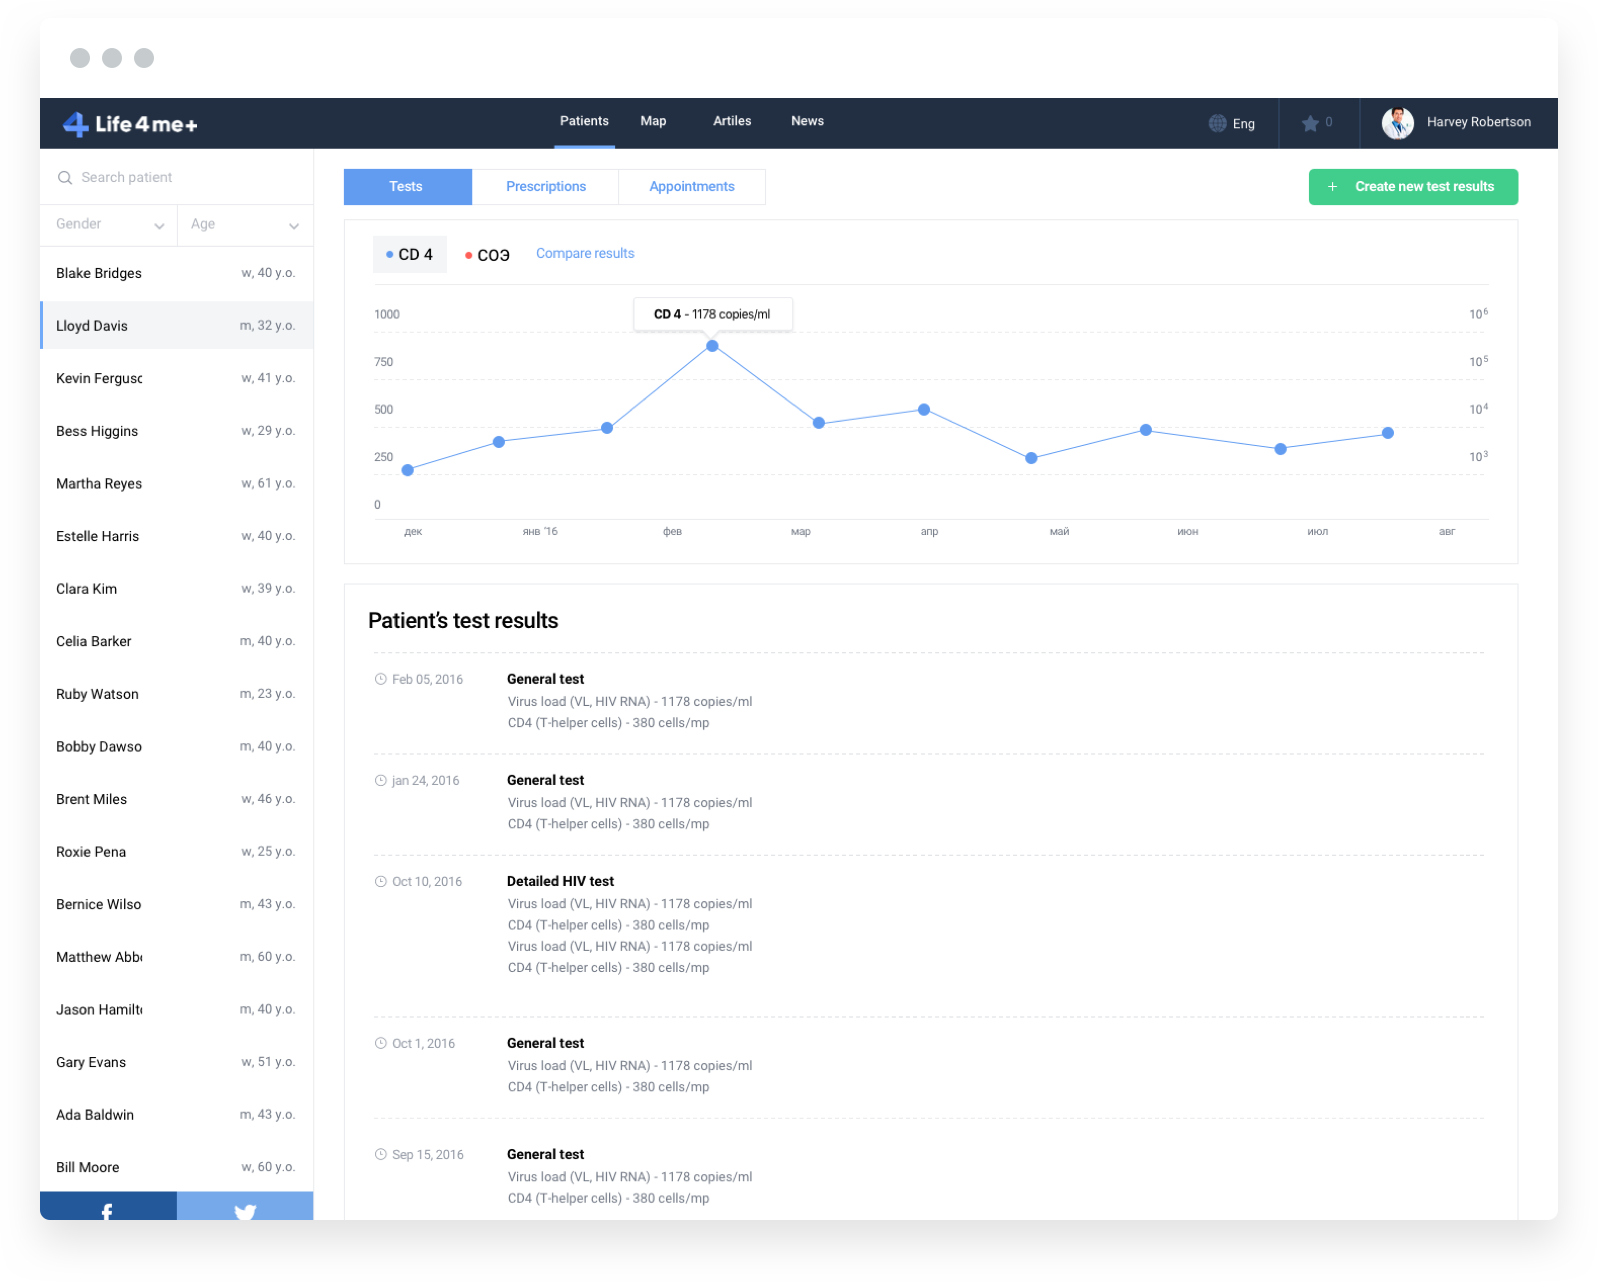 Life4me+
Patients
Map
Artiles
News
Eng
0
Harvey Robertson
Search patient
Gender
Age
Blake Bridges w, 40 y.o.
Lloyd Davis m, 32 y.o.
Kevin Fergusc w, 41 y.o.
Bess Higgins w, 29 y.o.
Martha Reyes w, 61 y.o.
Estelle Harris w, 40 y.o.
Clara Kim w, 39 y.o.
Celia Barker m, 40 y.o.
Ruby Watson m, 23 y.o.
Bobby Dawso m, 40 y.o.
Brent Miles w, 46 y.o.
Roxie Pena w, 25 y.o.
Bernice Wilso m, 43 y.o.
Matthew Abb m, 60 y.o.
Jason Hamilt m, 40 y.o.
Gary Evans w, 51 y.o.
Ada Baldwin m, 43 y.o.
Bill Moore w, 60 y.o.
Tests
Prescriptions
Appointments
+ Create new test results
CD 4
СОЭ
Compare results
CD 4 - 1178 copies/ml
1000
750
500
250
0
10⁶
10⁵
10⁴
10³
дек янв '16 фев мар апр май июн июл авг
Patient's test results
Feb 05, 2016
General test
Virus load (VL, HIV RNA) - 1178 copies/ml
CD4 (T-helper cells) - 380 cells/mp
jan 24, 2016
General test
Virus load (VL, HIV RNA) - 1178 copies/ml
CD4 (T-helper cells) - 380 cells/mp
Oct 10, 2016
Detailed HIV test
Virus load (VL, HIV RNA) - 1178 copies/ml
CD4 (T-helper cells) - 380 cells/mp
Virus load (VL, HIV RNA) - 1178 copies/ml
CD4 (T-helper cells) - 380 cells/mp
Oct 1, 2016
General test
Virus load (VL, HIV RNA) - 1178 copies/ml
CD4 (T-helper cells) - 380 cells/mp
Sep 15, 2016
General test
Virus load (VL, HIV RNA) - 1178 copies/ml
CD4 (T-helper cells) - 380 cells/mp